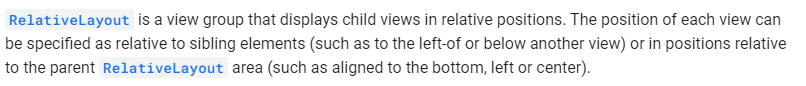 RelativeLayout is a view group that displays child views in relative positions. The position of each view can
be specified as relative to sibling elements (such as to the left-of or below another view) or in positions relative
to the parent RelativeLayout area (such as aligned to the bottom, left or center).